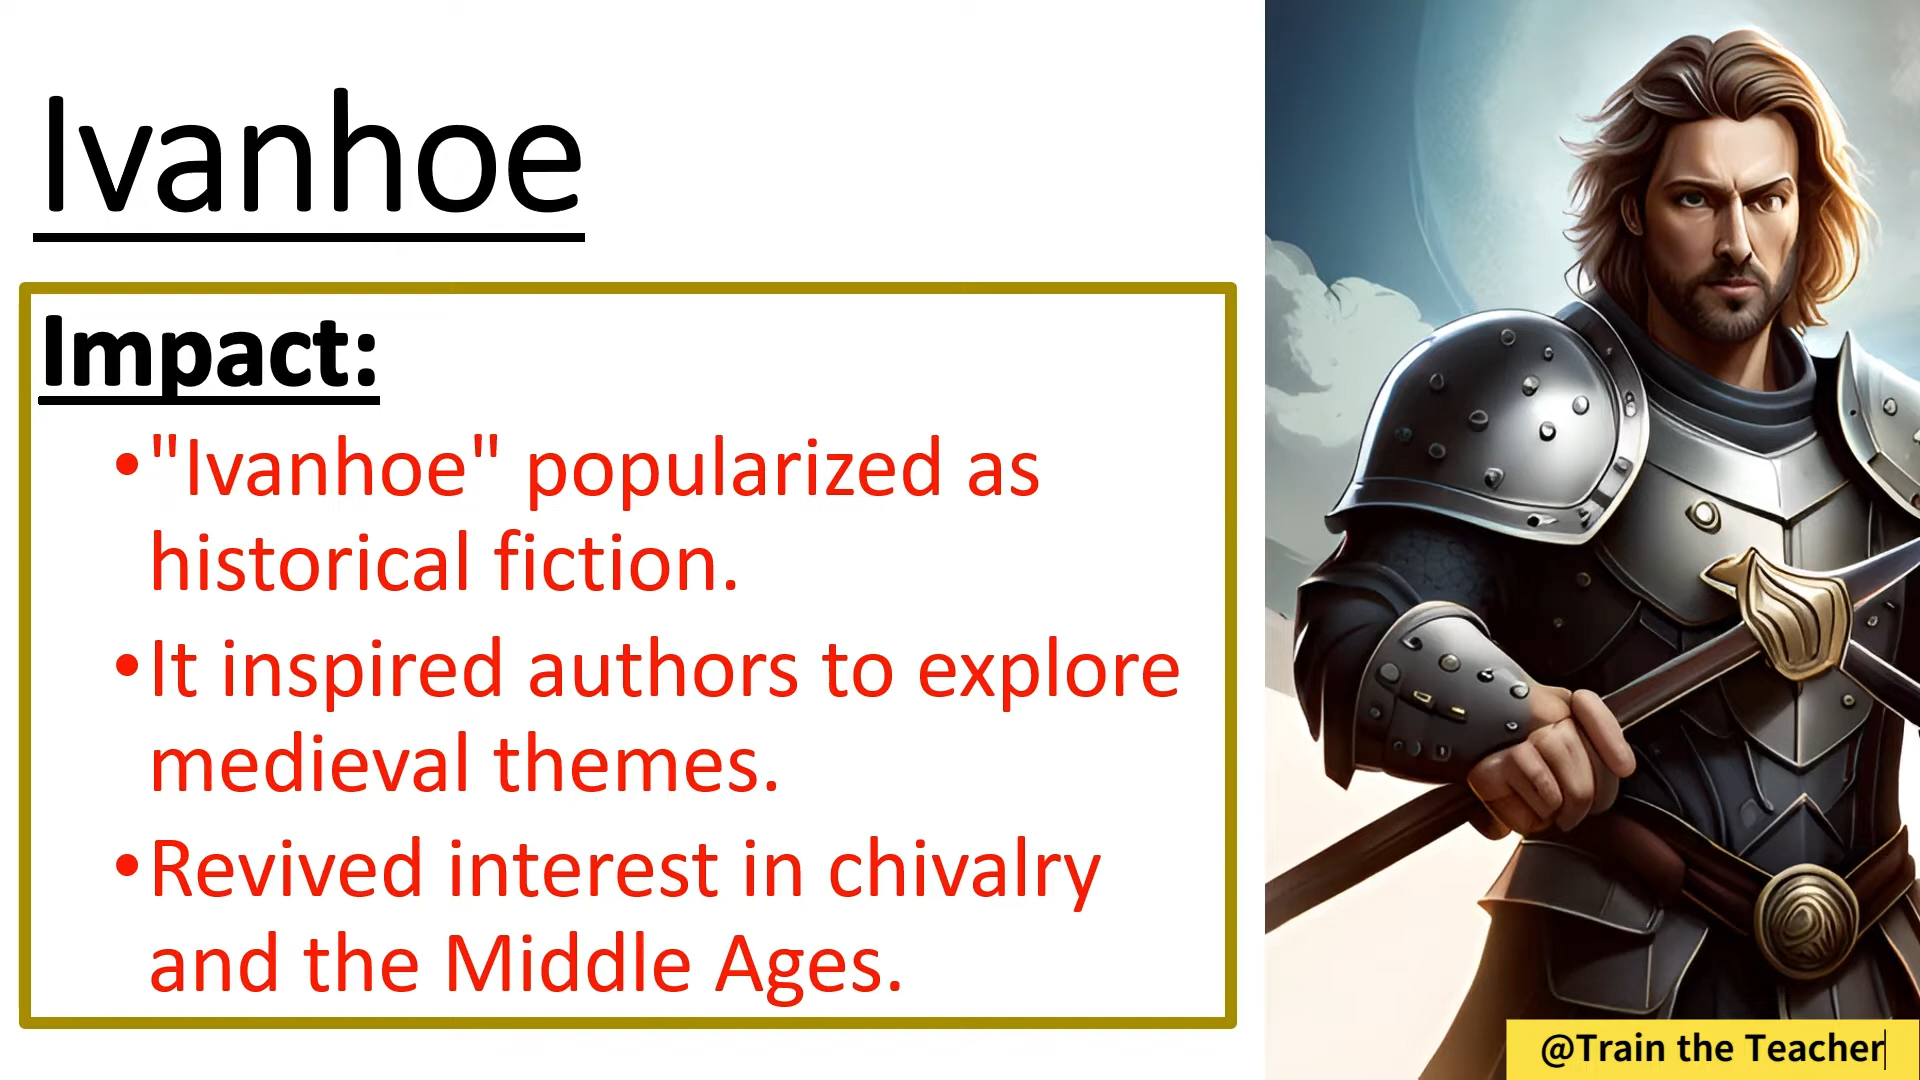 Ivanhoe
Impact:
•"Ivanhoe" popularized as
historical fiction.
•It inspired authors to explore
medieval themes.
•Revived interest in chivalry
and the Middle Ages.
@Train the Teacher